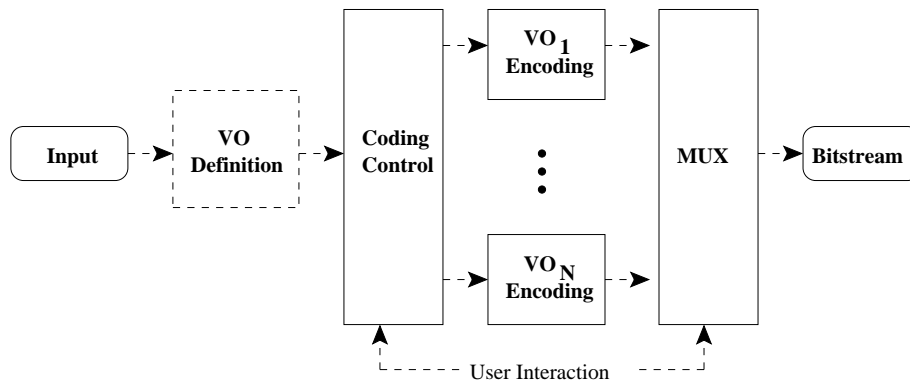 Input
VO
Definition
Coding
Control
VO1
Encoding
VON
Encoding
MUX
Bitstream
User Interaction